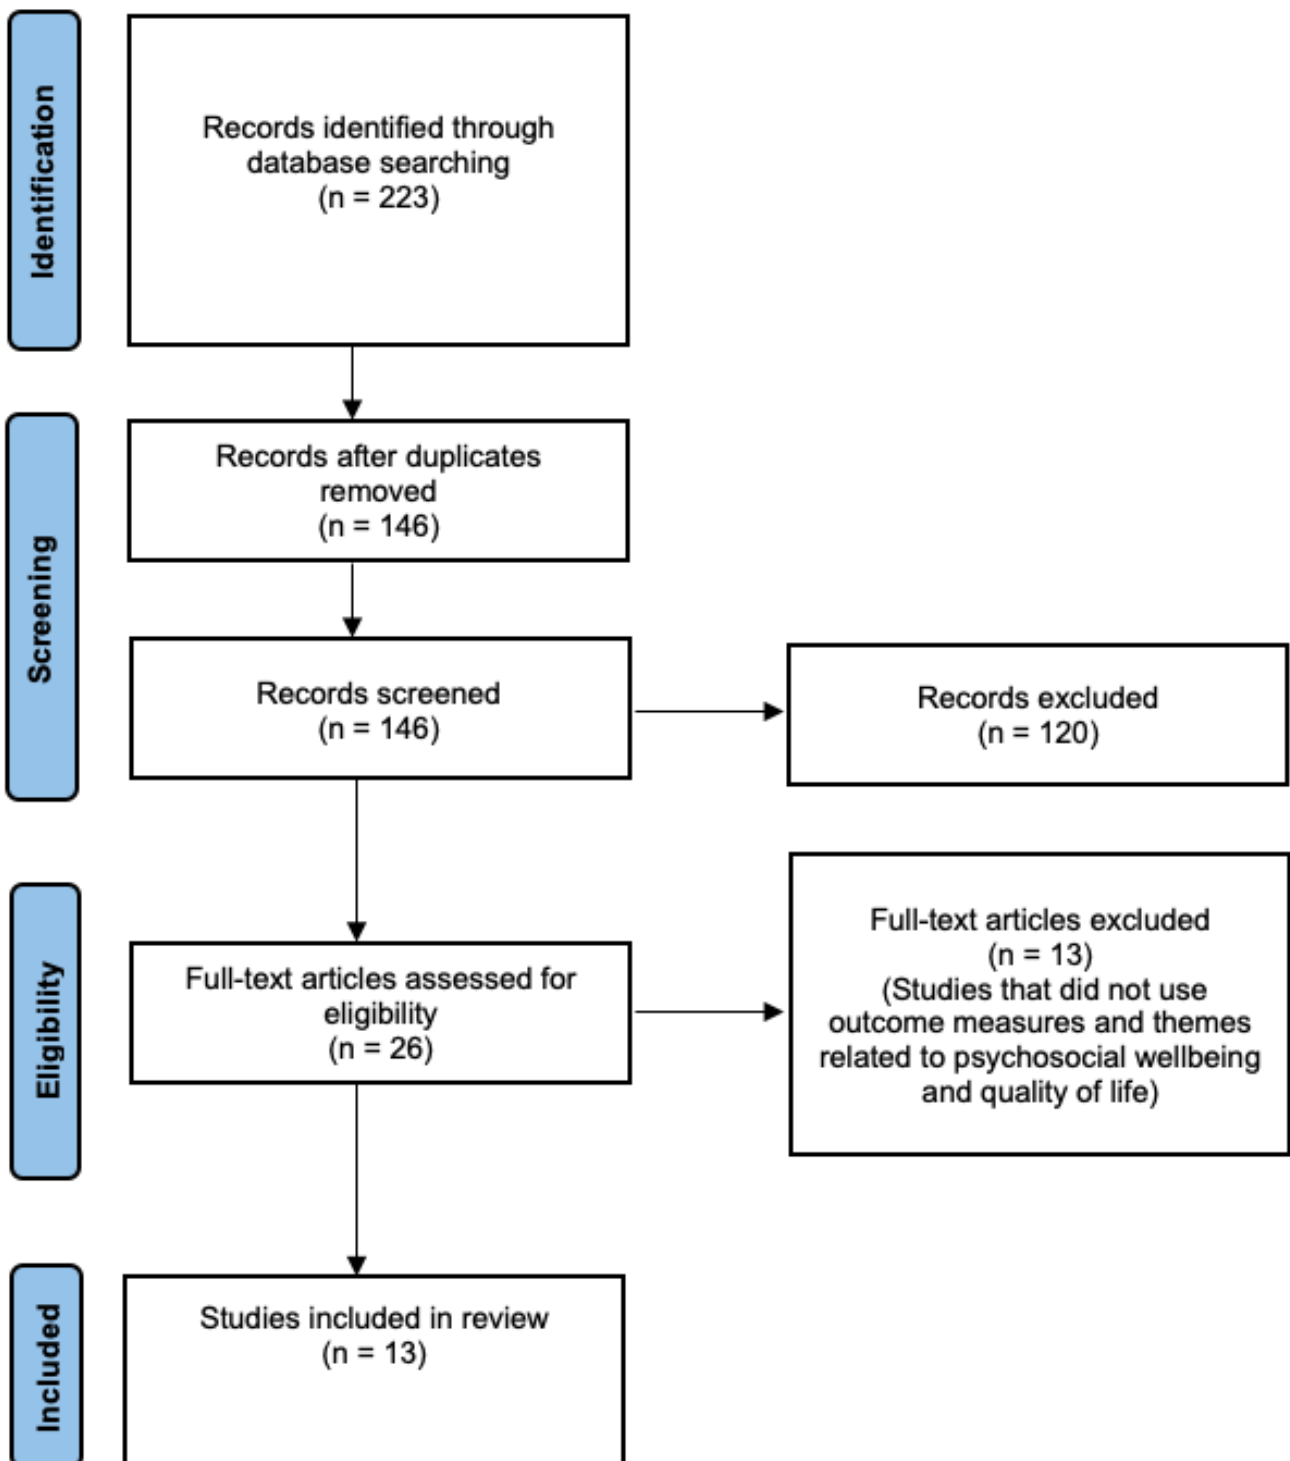 Identification
Records identified through
database searching
(n = 223)
Screening
Records after duplicates
removed
(n = 146)
Records screened
(n = 146)
Records excluded
(n = 120)
Eligibility
Full-text articles assessed for
eligibility
(n = 26)
Full-text articles excluded
(n = 13)
(Studies that did not use
outcome measures and themes
related to psychosocial wellbeing
and quality of life)
Included
Studies included in review
(n = 13)